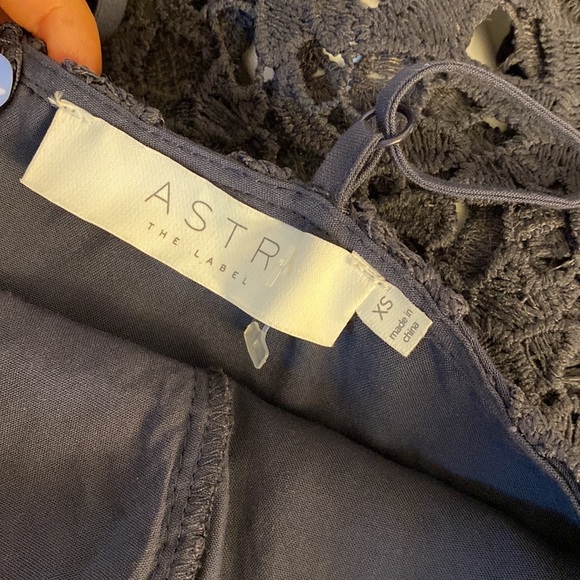 ASTR
THE LABEL
XS
made in
china